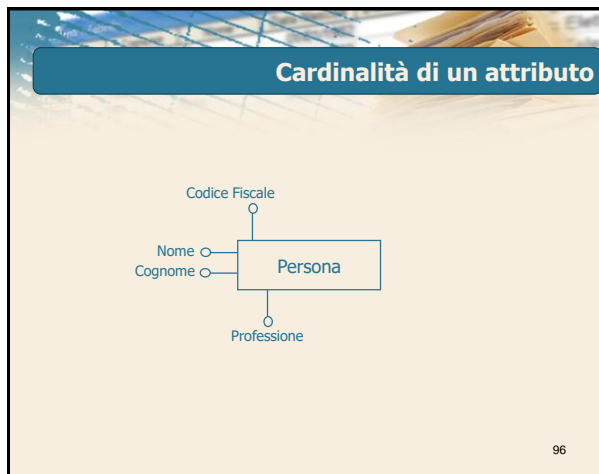 Cardinalità di un attributo
Codice Fiscale
Nome
Cognome
Persona
Professione
96